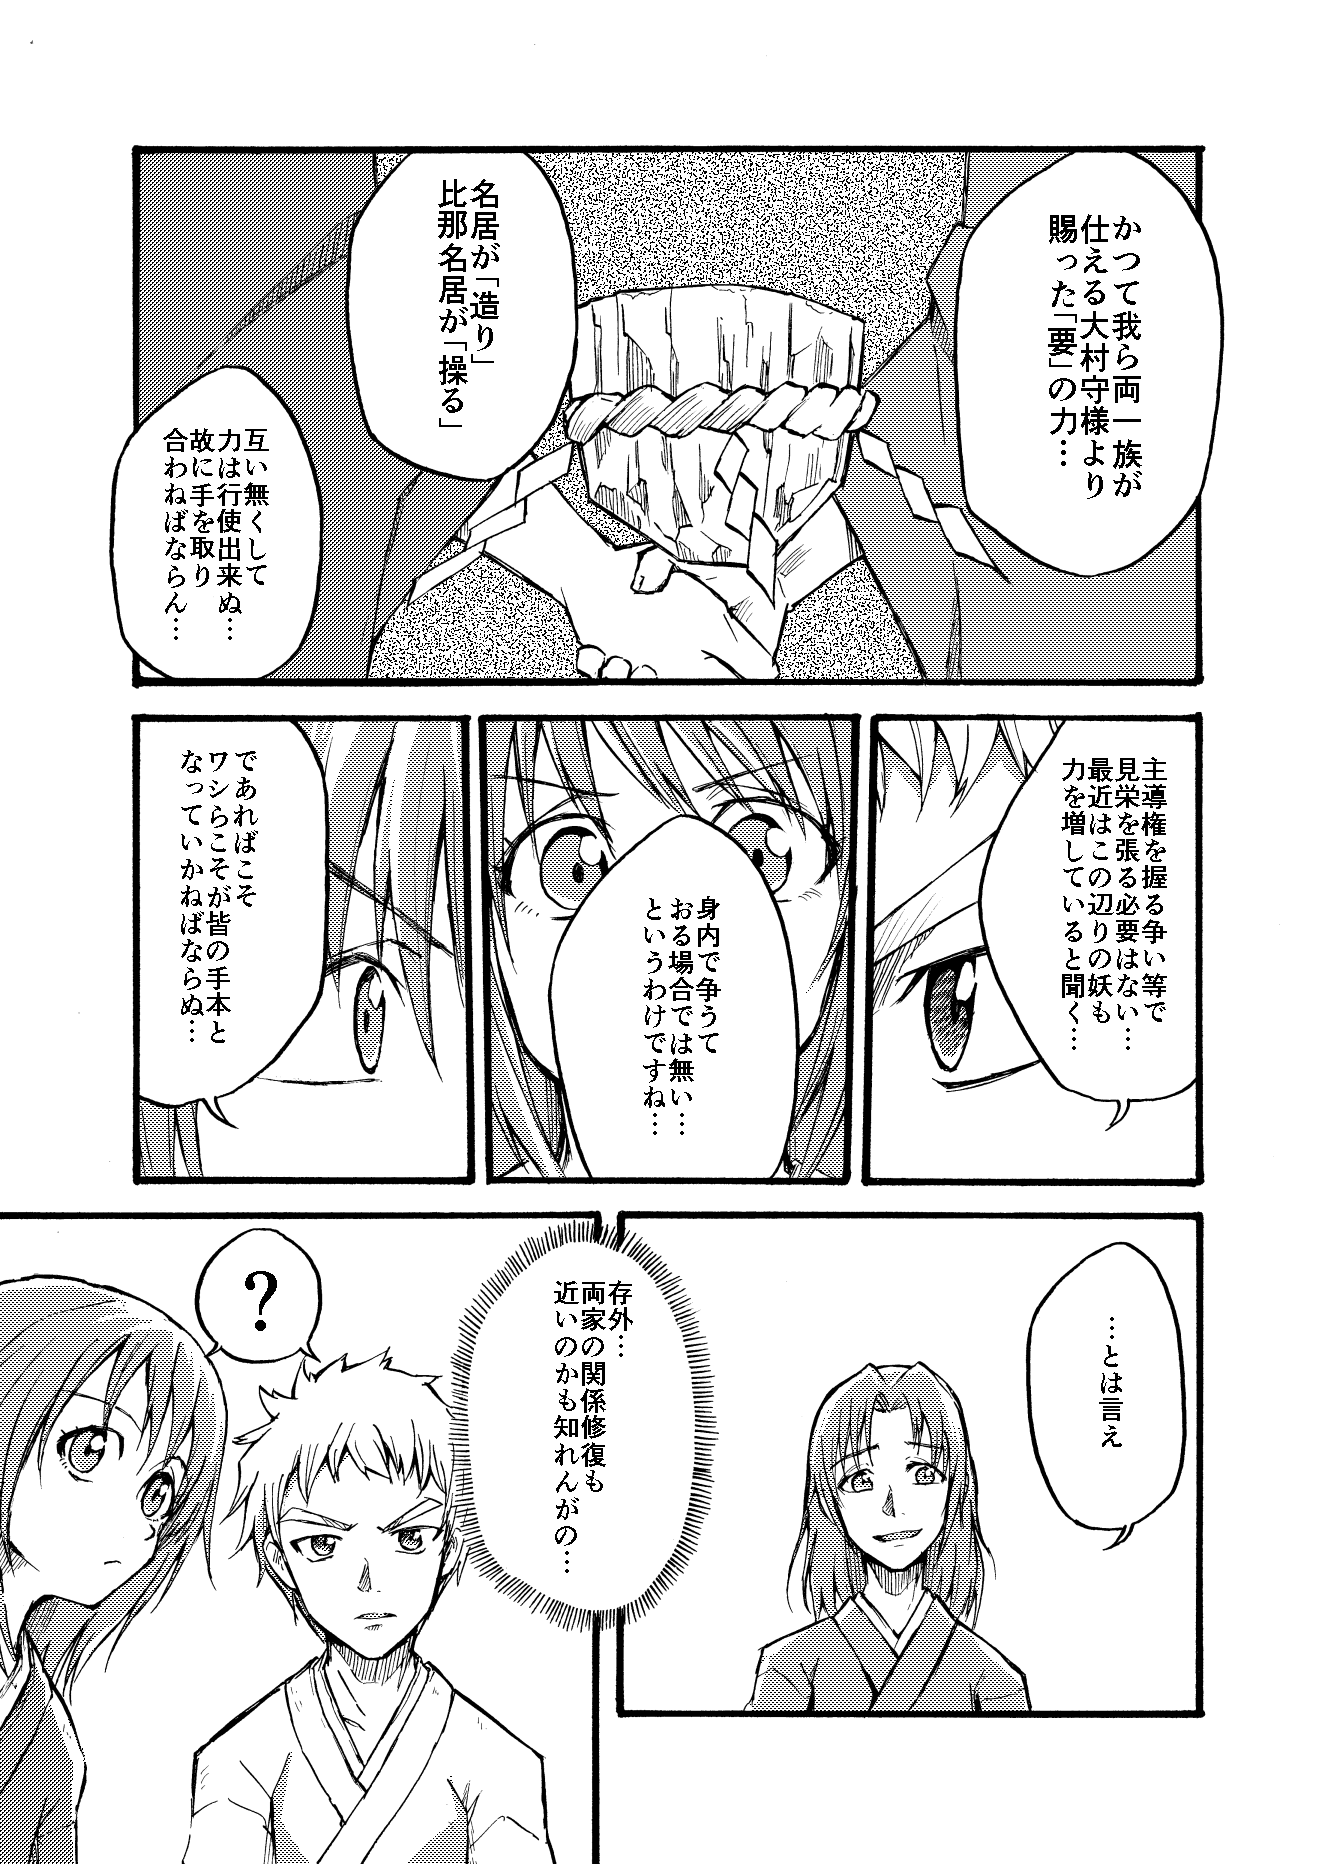 かつて我ら両一族が
仕える大村守様より
賜った「要」の力…
名居が「造り」
比那名居が「操る」
互い無くして
力は行使出来ぬ…
故に手を取り
合わねばならん…
主導権を握る争い等で
見栄を張る必要はない…
最近はこの辺りの妖も
力を増していると聞く…
身内で争うて
おる場合では無い…
というわけですね…
であればこそ
ワシらこそが皆の手本と
なっていかねばならぬ…
…とは言え
存外…
両家の関係修復も
近いのかも知れんがの…
？